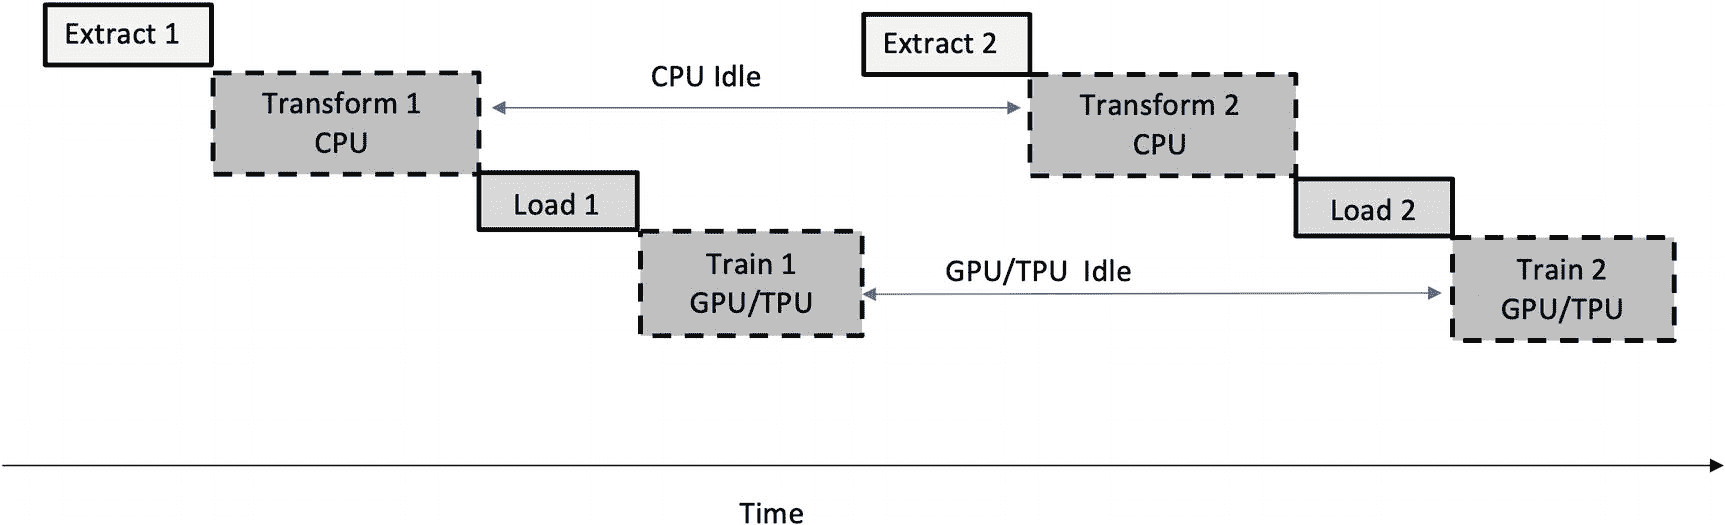 Extract 1
Extract 2
CPU Idle
Transform 1
CPU
Transform 2
CPU
Load 1
Load 2
Train 1
GPU/TPU
GPU/TPU Idle
Train 2
GPU/TPU
Time